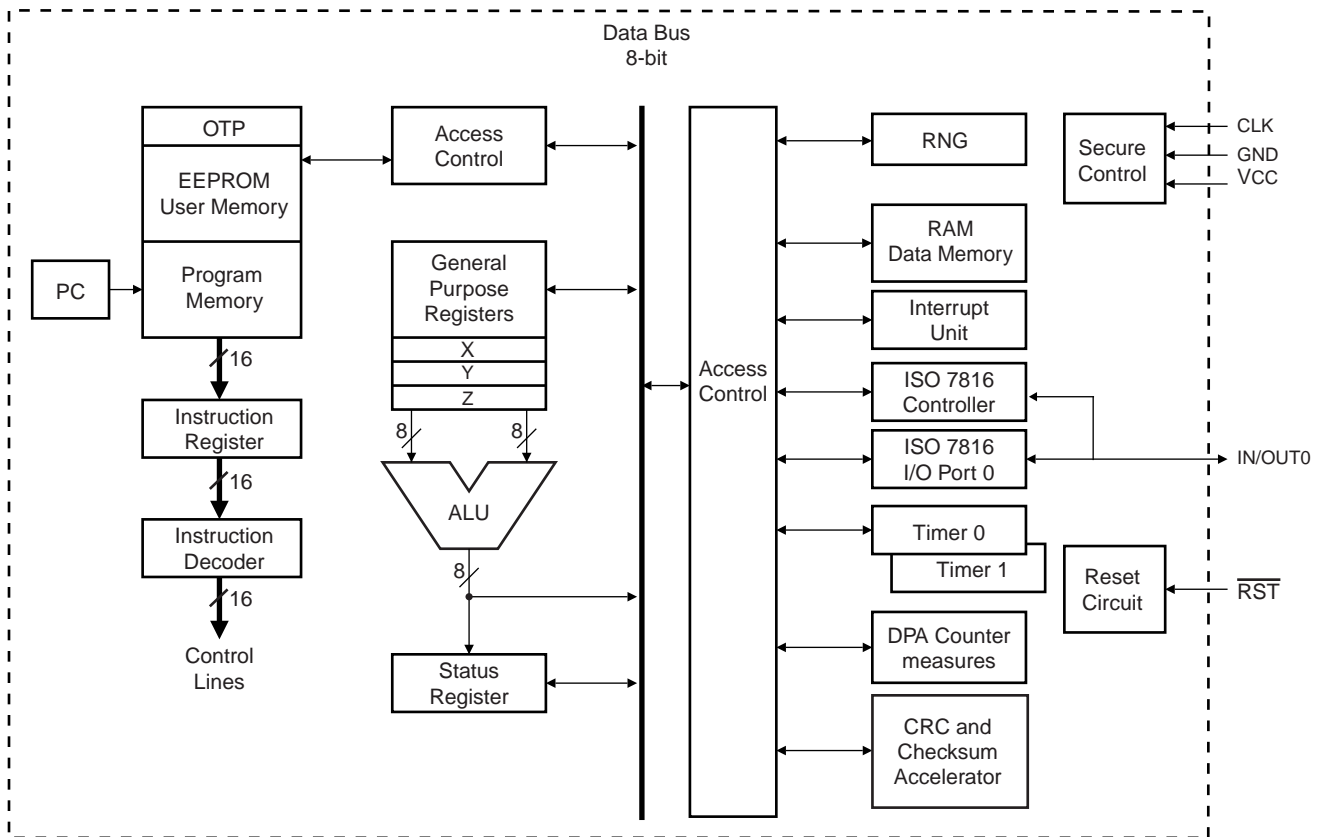 Data Bus
8-bit
OTP
EEPROM
User Memory
Program
Memory
PC
16
Instruction
Register
16
Instruction
Decoder
16
Control
Lines
Access
Control
General
Purpose
Registers
X
Y
Z
8
8
ALU
8
Status
Register
Access
Control
RNG
RAM
Data Memory
Interrupt
Unit
ISO 7816
Controller
ISO 7816
I/O Port 0
Timer 0
Timer 1
DPA Counter
measures
CRC and
Checksum
Accelerator
Secure
Control
CLK
GND
VCC
IN/OUT0
Reset
Circuit
RST